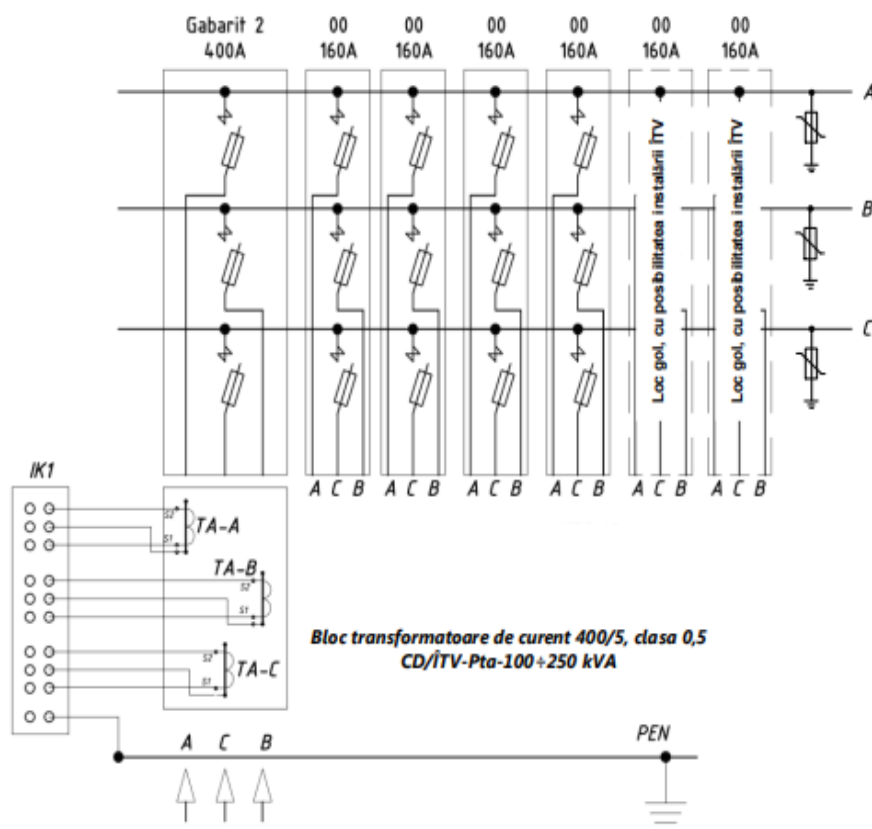 Gabarit 2 00 00 00 00 00 00
400A 160A 160A 160A 160A 160A 160A
A
Loc gol, cu posibilitatea instalării ÎTV
Loc gol, cu posibilitatea instalării ÎTV
B
C
IK1
A C B A C B A C B A C B A C B A C B
S2
TA-A
S1
TA-B
S2
S1
Bloc transformatoare de curent 400/5, clasa 0,5
CD/ÎTV-Pta-100÷250 kVA
S2
TA-C
S1
A C B
PEN